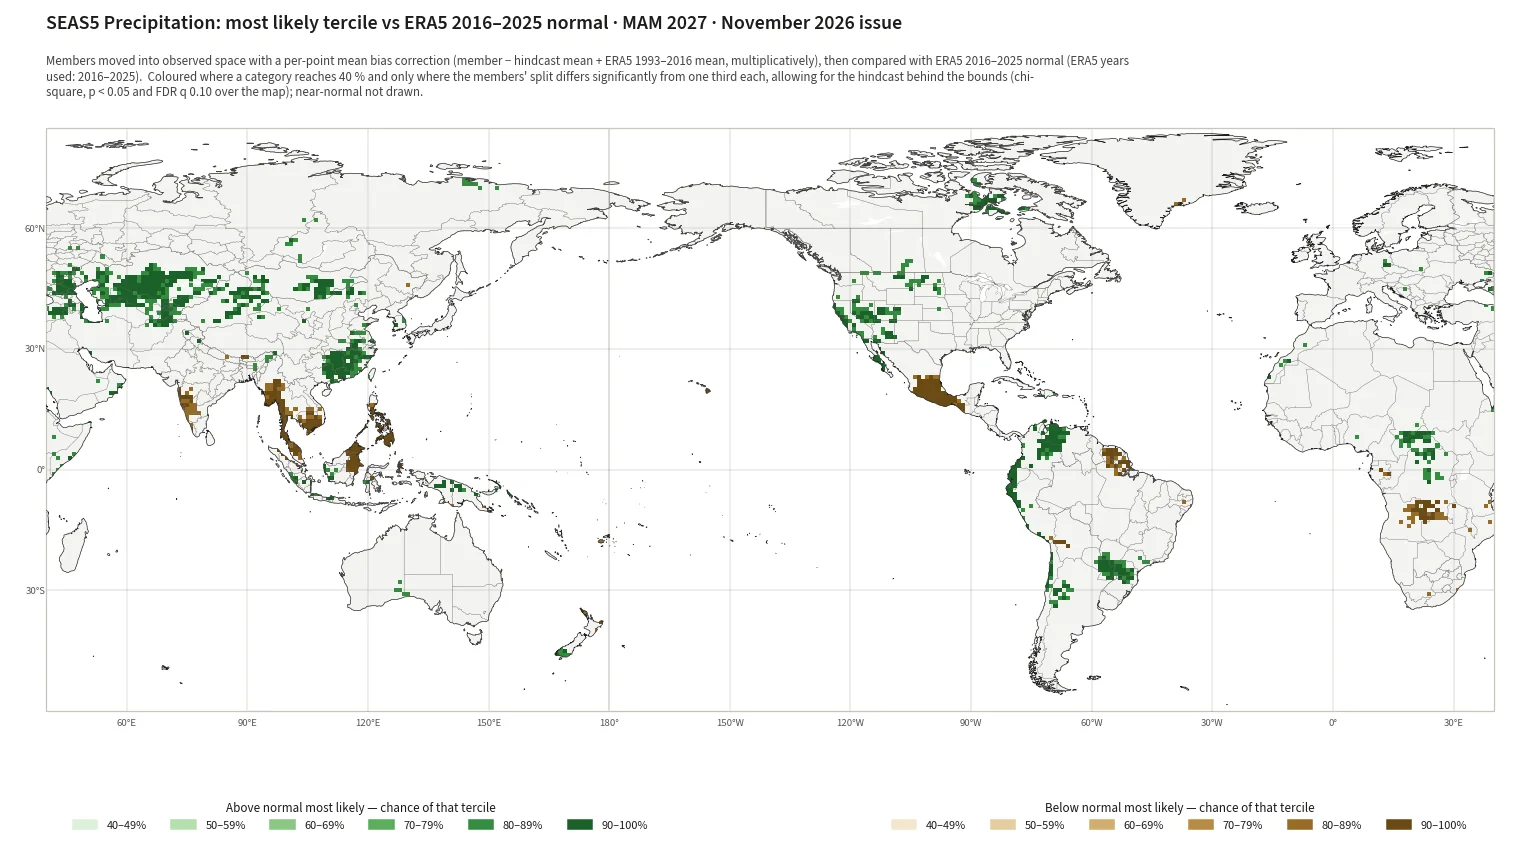 SEAS5 Precipitation: most likely tercile vs ERA5 2016–2025 normal · MAM 2027 · November 2026 issue
Members moved into observed space with a per-point mean bias correction (member − hindcast mean + ERA5 1993–2016 mean, multiplicatively), then compared with ERA5 2016–2025 normal (ERA5 years
used: 2016–2025). Coloured where a category reaches 40 % and only where the members' split differs significantly from one third each, allowing for the hindcast behind the bounds (chi-
square, p < 0.05 and FDR q 0.10 over the map); near-normal not drawn.
60°N
30°N
0°
30°S
60°E 90°E 120°E 150°E 180° 150°W 120°W 90°W 60°W 30°W 0° 30°E
Above normal most likely — chance of that tercile
40–49% 50–59% 60–69% 70–79% 80–89% 90–100%
Below normal most likely — chance of that tercile
40–49% 50–59% 60–69% 70–79% 80–89% 90–100%